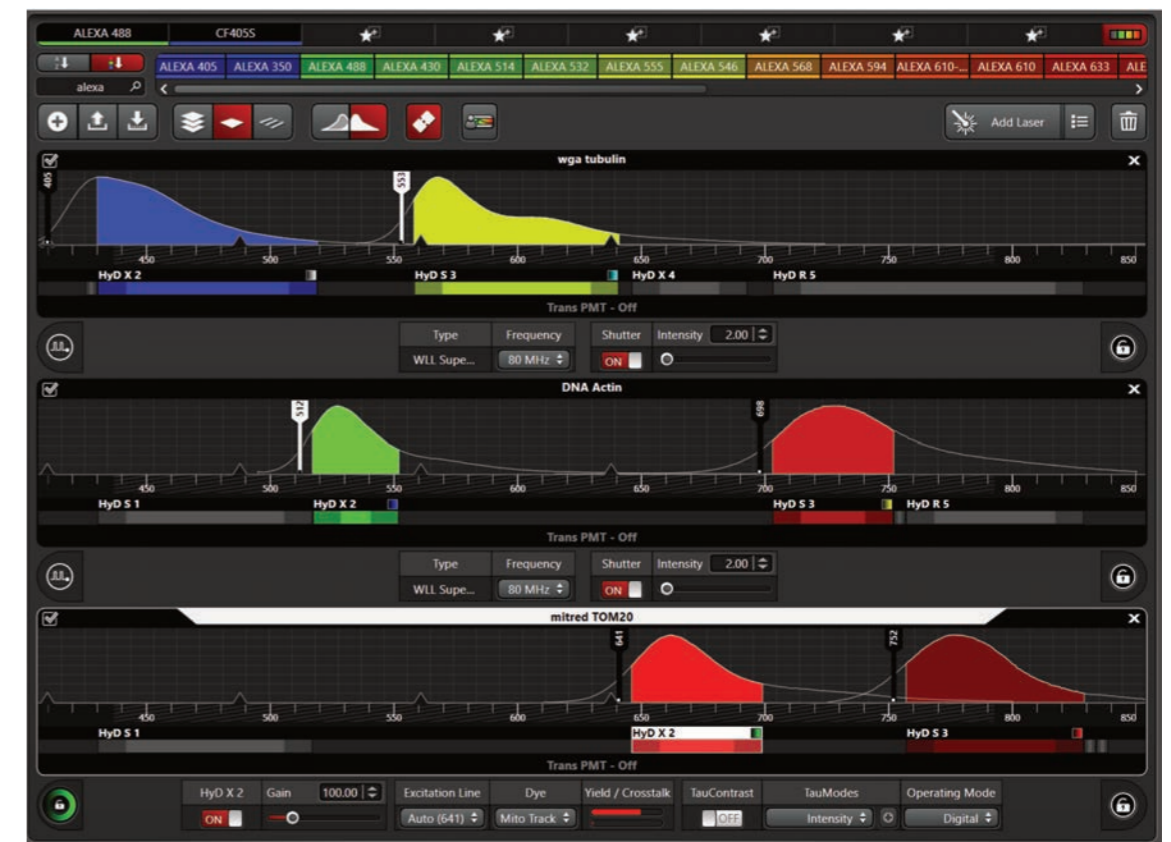 ALEXA 488 CF405S
ALEXA 405 ALEXA 350 ALEXA 488 ALEXA 430 ALEXA 514 ALEXA 532 ALEXA 555 ALEXA 546 ALEXA 568 ALEXA 594 ALEXA 610-... ALEXA 610 ALEXA 633 ALE
alexa
Add Laser
wga tubulin
405 553
450 500 550 600 650 700 750 800 850
HyD X 2 HyD S 3 HyD X 4 HyD R 5
Trans PMT - Off
Type Frequency Shutter Intensity 2.00
WLL Supe... 80 MHz ON
DNA Actin
512 698
450 500 550 600 650 700 750 800 850
HyD S 1 HyD X 2 HyD S 3 HyD R 5
Trans PMT - Off
Type Frequency Shutter Intensity 2.00
WLL Supe... 80 MHz ON
mitred TOM20
641 752
450 500 550 600 650 700 750 800 850
HyD S 1 HyD X 2 HyD S 3
Trans PMT - Off
HyD X 2 Gain 100.00 Excitation Line Dye Yield / Crosstalk TauContrast TauModes Operating Mode
ON Auto (641) Mito Track OFF Intensity Digital